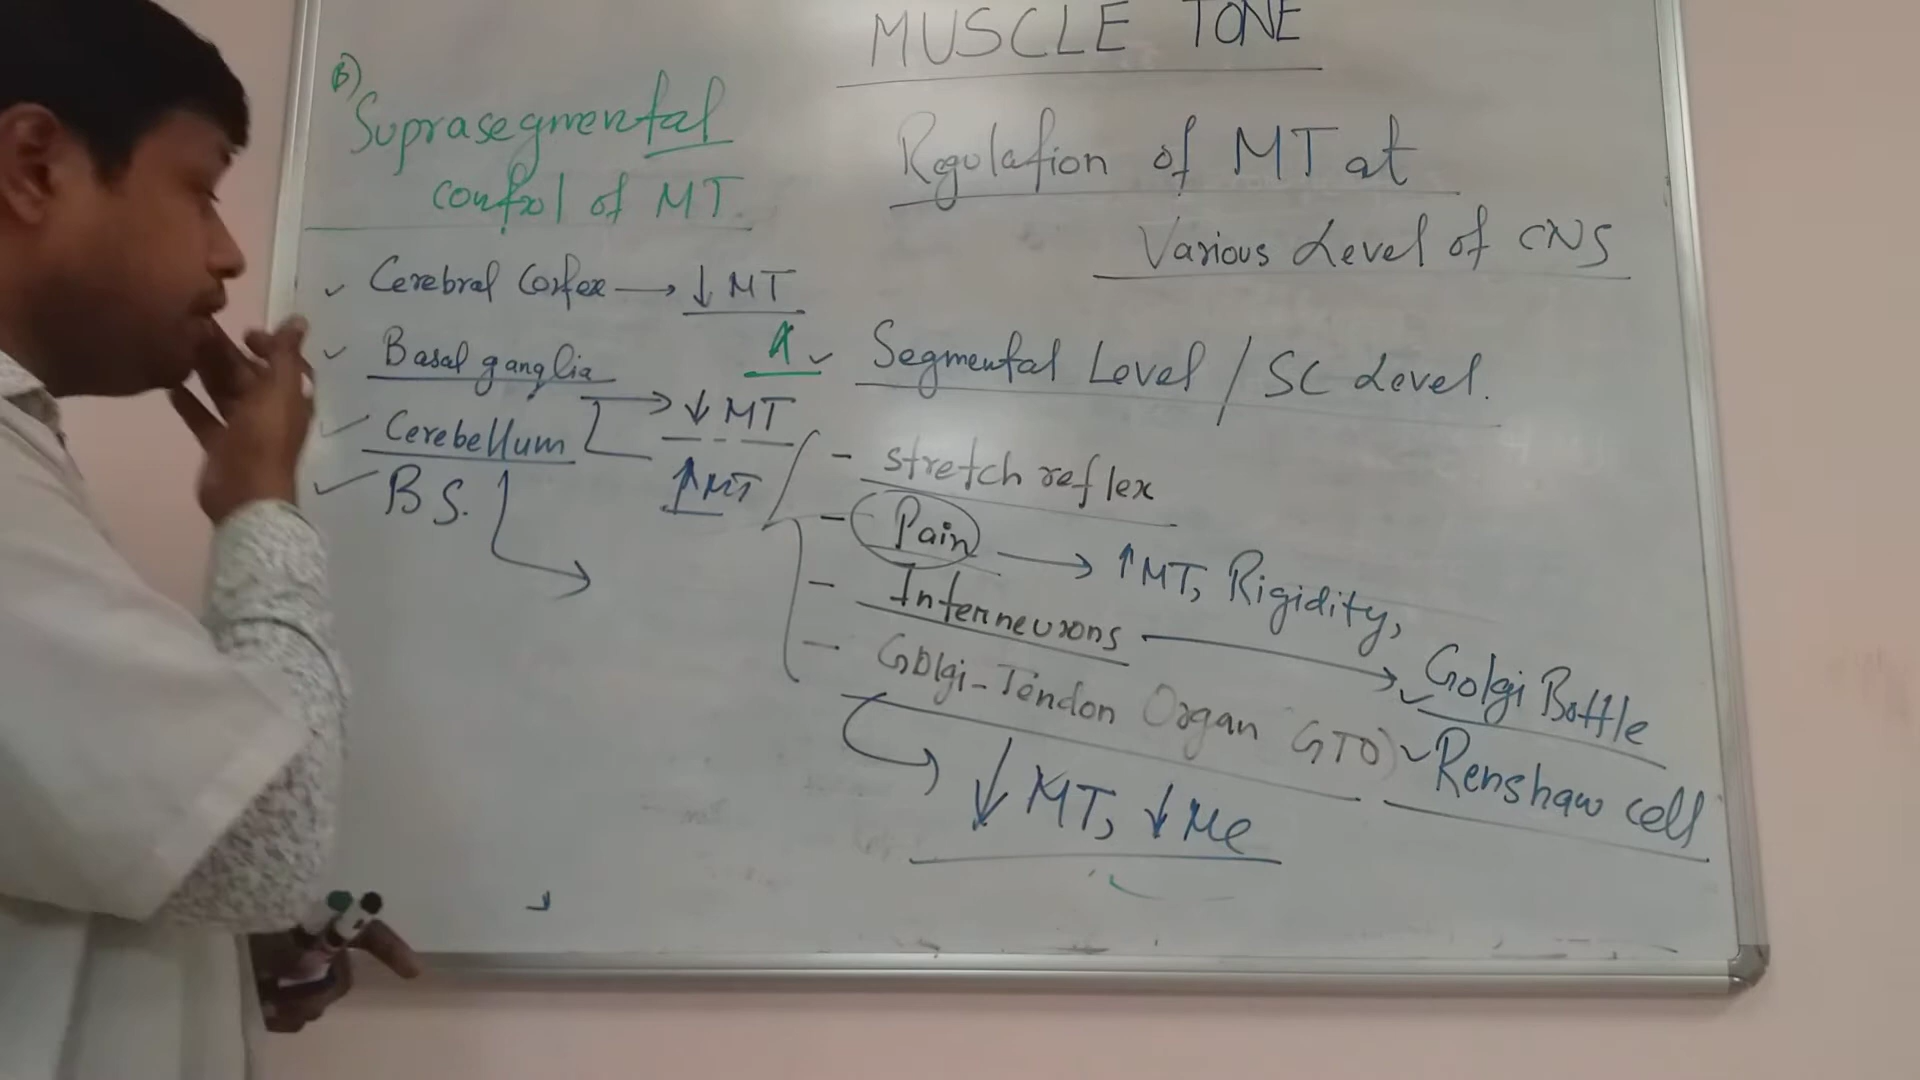 MUSCLE TONE
Regulation of MT at
Various Level of CNS
B)
Suprasegmental
control of MT
Cerebral Cortex → ↓ MT
Basal ganglia
→ ↓ MT
Cerebellum
↑ MT
B.S.
A
Segmental Level / SC Level.
- stretch reflex
- Pain → ↑MT, Rigidity,
- Interneurons → Golgi Bottle
Renshaw cell
- Golgi-Tendon Organ GTO)
↓ MT, ↓